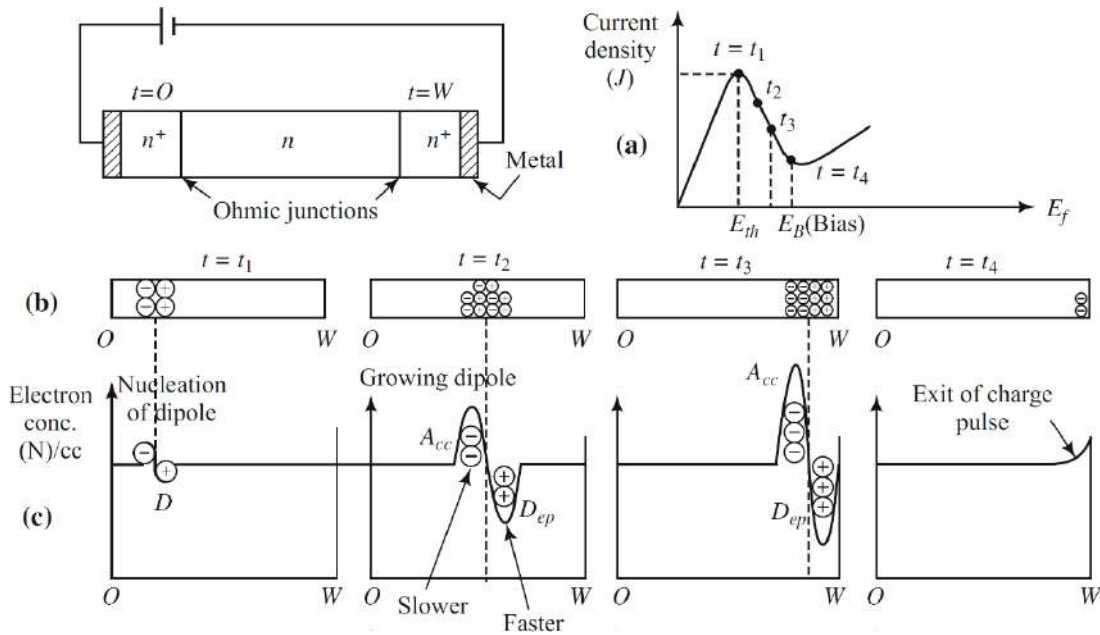 t=O
t=W
n+
n
n+
Metal
Ohmic junctions
Current
density
(J)
t = t1
t2
t3
t = t4
(a)
Eth
EB(Bias)
Ef
(b)
t = t1
t = t2
t = t3
t = t4
O
W
O
W
O
W
O
W
(c)
Electron
conc.
(N)/cc
Nucleation
of dipole
D
Growing dipole
Acc
Dep
Slower
Faster
Acc
Dep
Exit of charge
pulse
O
W
O
W
O
W
O
W